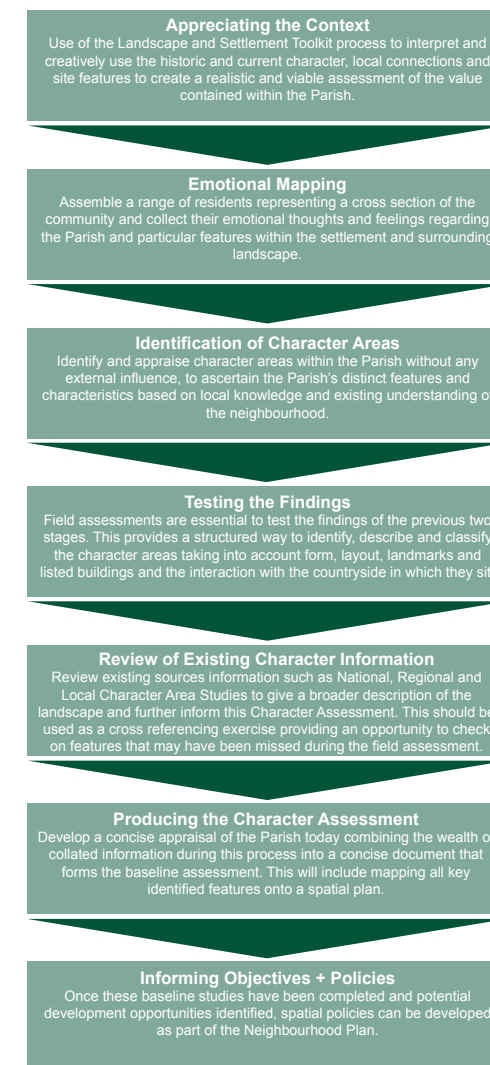 Appreciating the Context
Use of the Landscape and Settlement Toolkit process to interpret and
creatively use the historic and current character, local connections and
site features to create a realistic and viable assessment of the value
contained within the Parish.
Emotional Mapping
Assemble a range of residents representing a cross section of the
community and collect their emotional thoughts and feelings regarding
the Parish and particular features within the settlement and surrounding
landscape.
Identification of Character Areas
Identify and appraise character areas within the Parish without any
external influence, to ascertain the Parish's distinct features and
characteristics based on local knowledge and existing understanding of
the neighbourhood.
Testing the Findings
Field assessments are essential to test the findings of the previous two
stages. This provides a structured way to identify, describe and classify
the character areas taking into account form, layout, landmarks and
listed buildings and the interaction with the countryside in which they sit.
Review of Existing Character Information
Review existing sources information such as National, Regional and
Local Character Area Studies to give a broader description of the
landscape and further inform this Character Assessment. This should be
used as a cross referencing exercise providing an opportunity to check
on features that may have been missed during the field assessment.
Producing the Character Assessment
Develop a concise appraisal of the Parish today combining the wealth of
collated information during this process into a concise document that
forms the baseline assessment. This will include mapping all key
identified features onto a spatial plan.
Informing Objectives + Policies
Once these baseline studies have been completed and potential
development opportunities identified, spatial policies can be developed
as part of the Neighbourhood Plan.